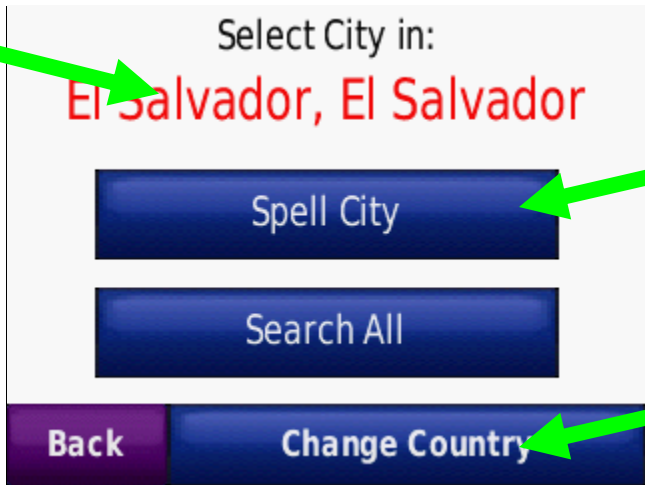 Select City in:
El Salvador, El Salvador
Spell City
Search All
Back
Change Country